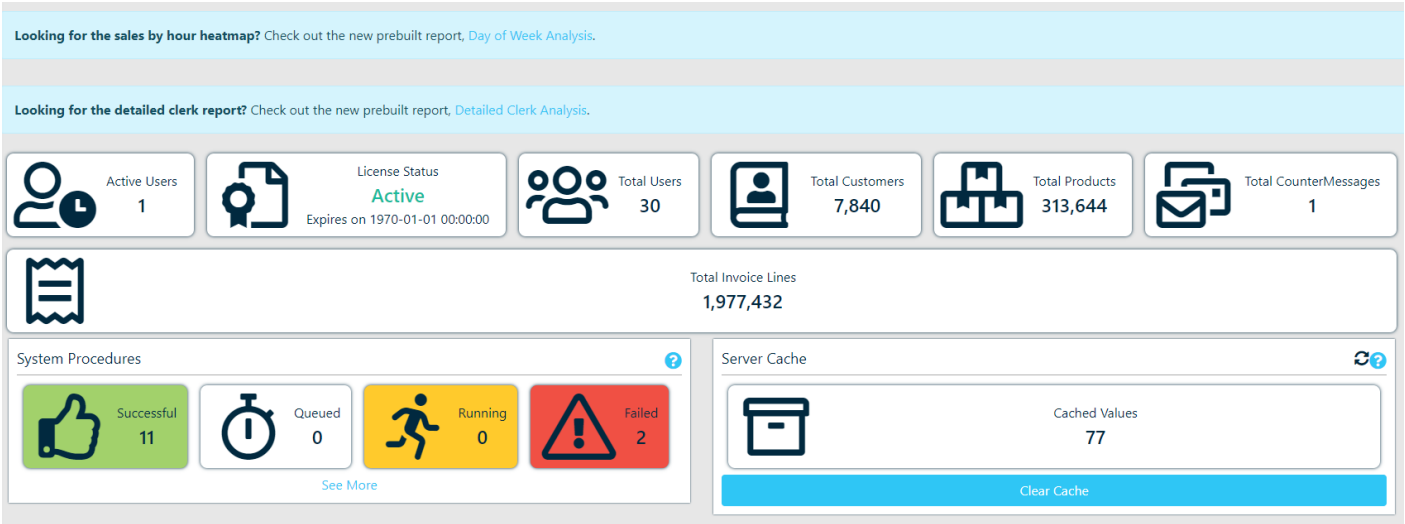 Looking for the sales by hour heatmap? Check out the new prebuilt report, Day of Week Analysis.
Looking for the detailed clerk report? Check out the new prebuilt report, Detailed Clerk Analysis.
Active Users
1
License Status
Active
Expires on 1970-01-01 00:00:00
Total Users
30
Total Customers
7,840
Total Products
313,644
Total CounterMessages
1
Total Invoice Lines
1,977,432
System Procedures
?
Successful
11
Queued
0
Running
0
Failed
2
See More
Server Cache
?
Cached Values
77
Clear Cache